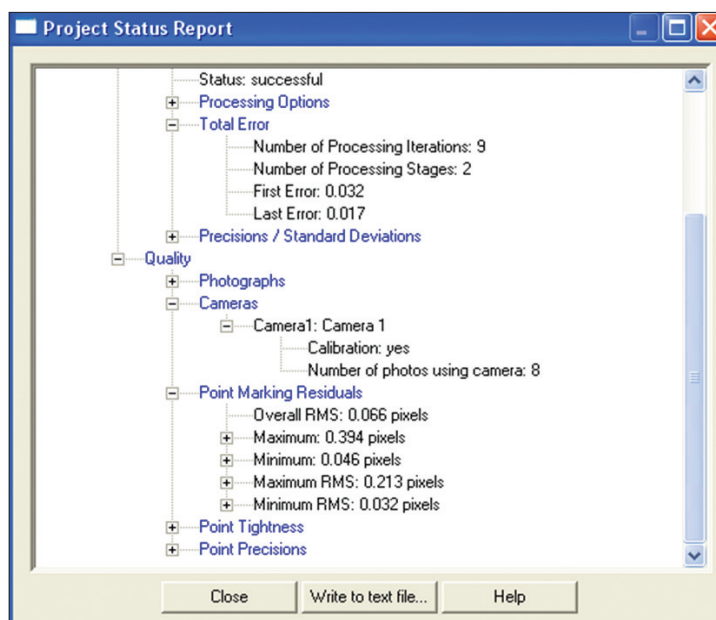 Project Status Report
Status: successful
Processing Options
Total Error
Number of Processing Iterations: 9
Number of Processing Stages: 2
First Error: 0.032
Last Error: 0.017
Precisions / Standard Deviations
Quality
Photographs
Cameras
Camera1: Camera 1
Calibration: yes
Number of photos using camera: 8
Point Marking Residuals
Overall RMS: 0.066 pixels
Maximum: 0.394 pixels
Minimum: 0.046 pixels
Maximum RMS: 0.213 pixels
Minimum RMS: 0.032 pixels
Point Tightness
Point Precisions
Close Write to text file... Help